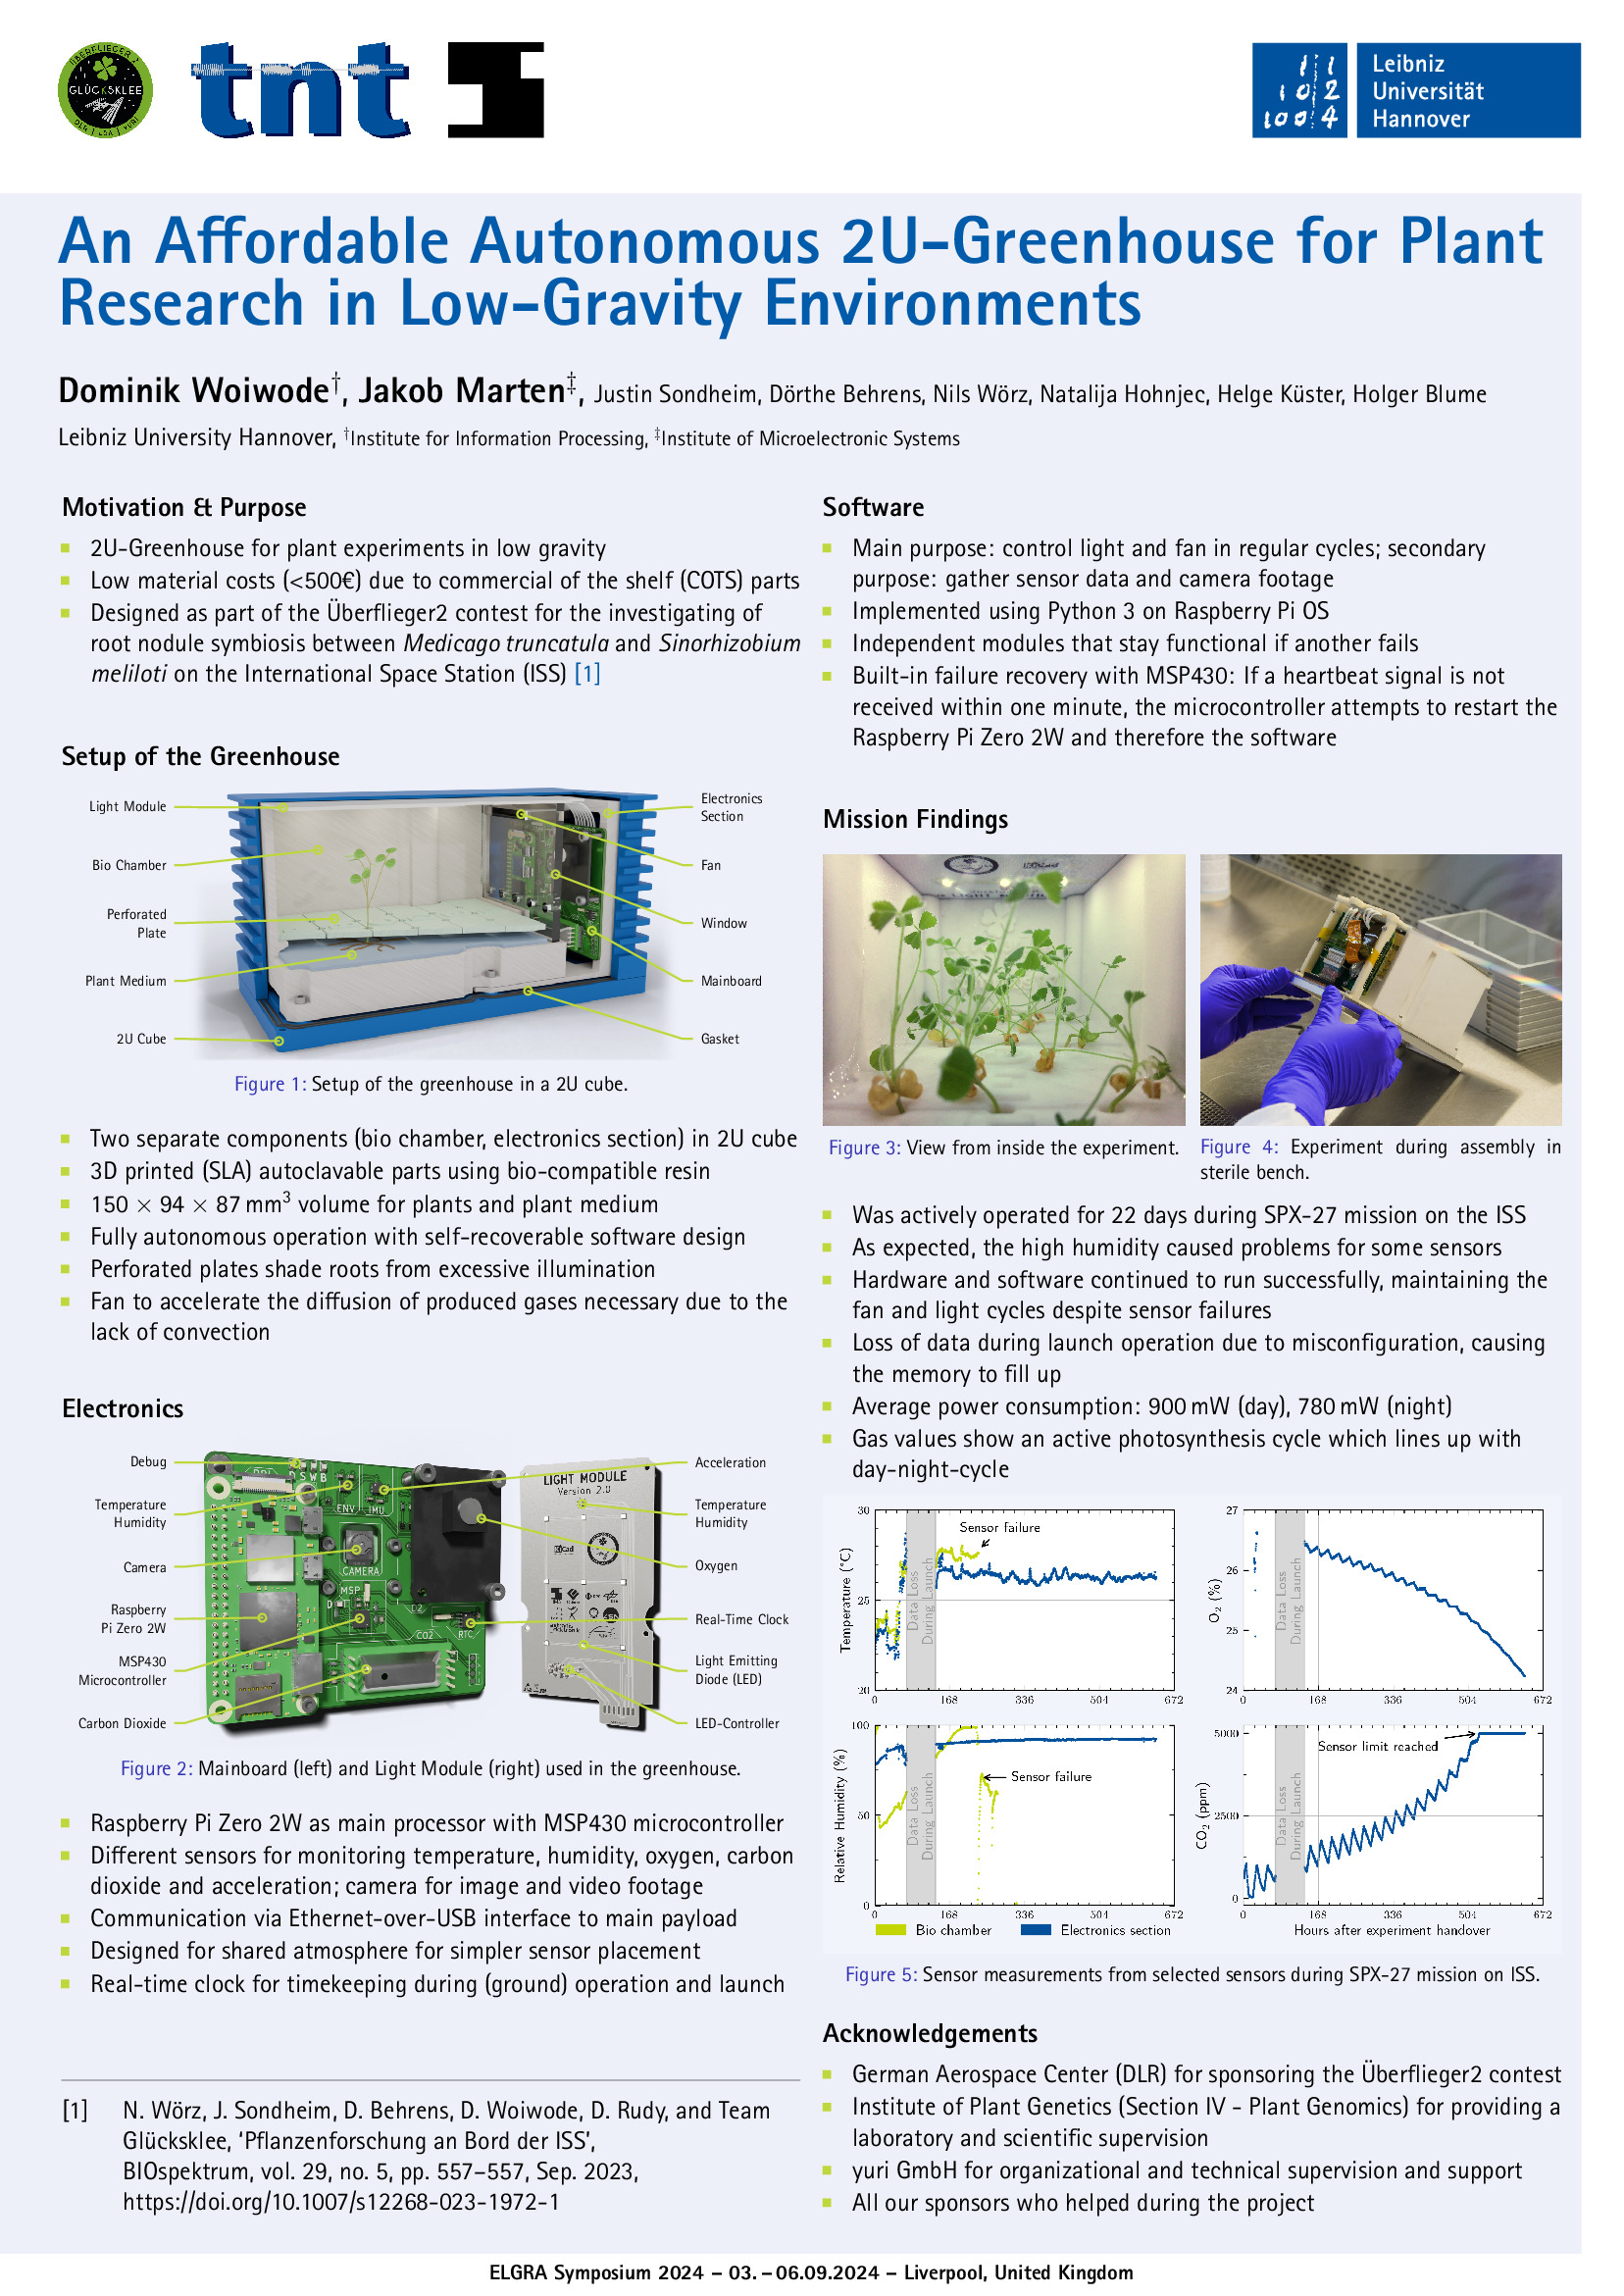 ÜBERFLIEGER 2
GLÜCKSKLEE
tnt
Leibniz
Universität
Hannover
An Affordable Autonomous 2U-Greenhouse for Plant
Research in Low-Gravity Environments
Dominik Woiwode†, Jakob Marten‡, Justin Sondheim, Dörthe Behrens, Nils Wörz, Natalija Hohnjec, Helge Küster, Holger Blume
Leibniz University Hannover, †Institute for Information Processing, ‡Institute of Microelectronic Systems
Motivation & Purpose
2U-Greenhouse for plant experiments in low gravity
Low material costs (<500€) due to commercial of the shelf (COTS) parts
Designed as part of the Überflieger2 contest for the investigating of
root nodule symbiosis between Medicago truncatula and Sinorhizobium
meliloti on the International Space Station (ISS) [1]
Setup of the Greenhouse
Light Module
Bio Chamber
Perforated
Plate
Plant Medium
2U Cube
Electronics
Section
Fan
Window
Mainboard
Gasket
Figure 1: Setup of the greenhouse in a 2U cube.
Two separate components (bio chamber, electronics section) in 2U cube
3D printed (SLA) autoclavable parts using bio-compatible resin
150 × 94 × 87 mm³ volume for plants and plant medium
Fully autonomous operation with self-recoverable software design
Perforated plates shade roots from excessive illumination
Fan to accelerate the diffusion of produced gases necessary due to the
lack of convection
Electronics
Debug
Temperature
Humidity
Camera
Raspberry
Pi Zero 2W
MSP430
Microcontroller
Carbon Dioxide
ENV
IMU
CAMERA
MSP
CO2
RTC
LIGHT MODULE
Version 2.0
KiCad
Acceleration
Temperature
Humidity
Oxygen
Real-Time Clock
Light Emitting
Diode (LED)
LED-Controller
Figure 2: Mainboard (left) and Light Module (right) used in the greenhouse.
Raspberry Pi Zero 2W as main processor with MSP430 microcontroller
Different sensors for monitoring temperature, humidity, oxygen, carbon
dioxide and acceleration; camera for image and video footage
Communication via Ethernet-over-USB interface to main payload
Designed for shared atmosphere for simpler sensor placement
Real-time clock for timekeeping during (ground) operation and launch
[1] N. Wörz, J. Sondheim, D. Behrens, D. Woiwode, D. Rudy, and Team
Glücksklee, ‘Pflanzenforschung an Bord der ISS’,
BIOspektrum, vol. 29, no. 5, pp. 557–557, Sep. 2023,
https://doi.org/10.1007/s12268-023-1972-1
Software
Main purpose: control light and fan in regular cycles; secondary
purpose: gather sensor data and camera footage
Implemented using Python 3 on Raspberry Pi OS
Independent modules that stay functional if another fails
Built-in failure recovery with MSP430: If a heartbeat signal is not
received within one minute, the microcontroller attempts to restart the
Raspberry Pi Zero 2W and therefore the software
Mission Findings
Figure 3: View from inside the experiment.
Figure 4: Experiment during assembly in
sterile bench.
Was actively operated for 22 days during SPX-27 mission on the ISS
As expected, the high humidity caused problems for some sensors
Hardware and software continued to run successfully, maintaining the
fan and light cycles despite sensor failures
Loss of data during launch operation due to misconfiguration, causing
the memory to fill up
Average power consumption: 900 mW (day), 780 mW (night)
Gas values show an active photosynthesis cycle which lines up with
day-night-cycle
Temperature (°C)
30
25
20
Data Loss
During Launch
Sensor failure
0 168 336 504 672
O₂ (%)
27
26
25
24
Data Loss
During Launch
0 168 336 504 672
Relative Humidity (%)
100
50
0
Data Loss
During Launch
Sensor failure
0 168 336 504 672
Bio chamber
Electronics section
CO₂ (ppm)
5000
2500
0
Data Loss
During Launch
Sensor limit reached
0 168 336 504 672
Hours after experiment handover
Figure 5: Sensor measurements from selected sensors during SPX-27 mission on ISS.
Acknowledgements
German Aerospace Center (DLR) for sponsoring the Überflieger2 contest
Institute of Plant Genetics (Section IV - Plant Genomics) for providing a
laboratory and scientific supervision
yuri GmbH for organizational and technical supervision and support
All our sponsors who helped during the project
ELGRA Symposium 2024 – 03. – 06.09.2024 – Liverpool, United Kingdom